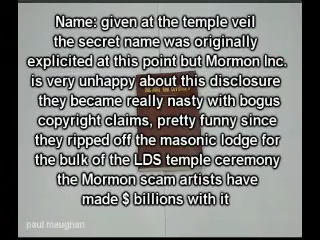 Name: given at the temple veil
the secret name was originally
explicited at this point but Mormon Inc.
is very unhappy about this disclosure
they became really nasty with bogus
copyright claims, pretty funny since
they ripped off the masonic lodge for
the bulk of the LDS temple ceremony
the Mormon scam artists have
made $ billions with it
paul maughan